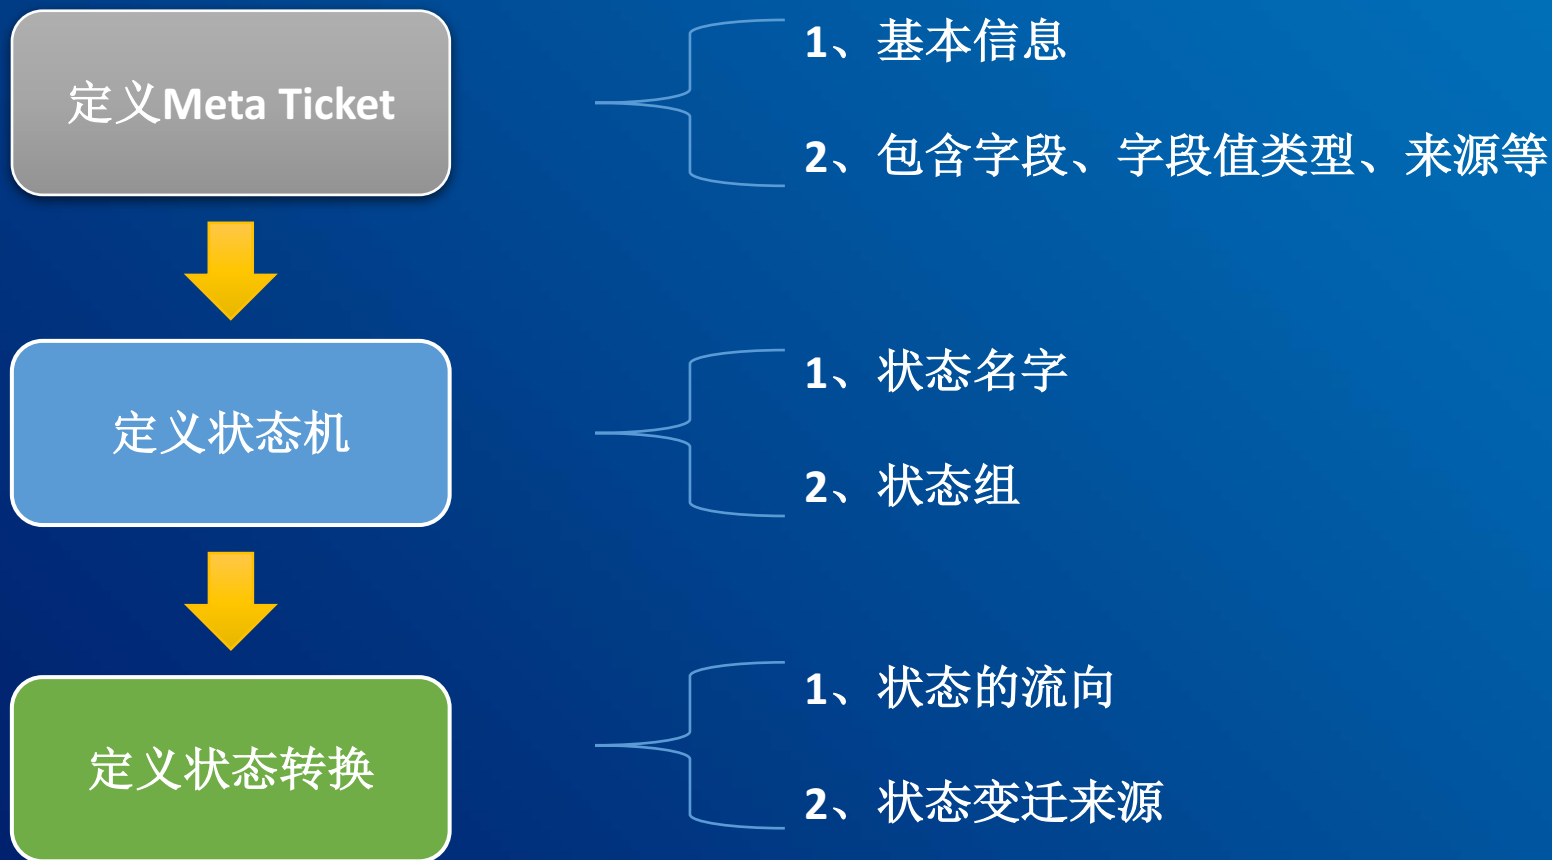 定义Meta Ticket
1、基本信息
2、包含字段、字段值类型、来源等
定义状态机
1、状态名字
2、状态组
定义状态转换
1、状态的流向
2、状态变迁来源